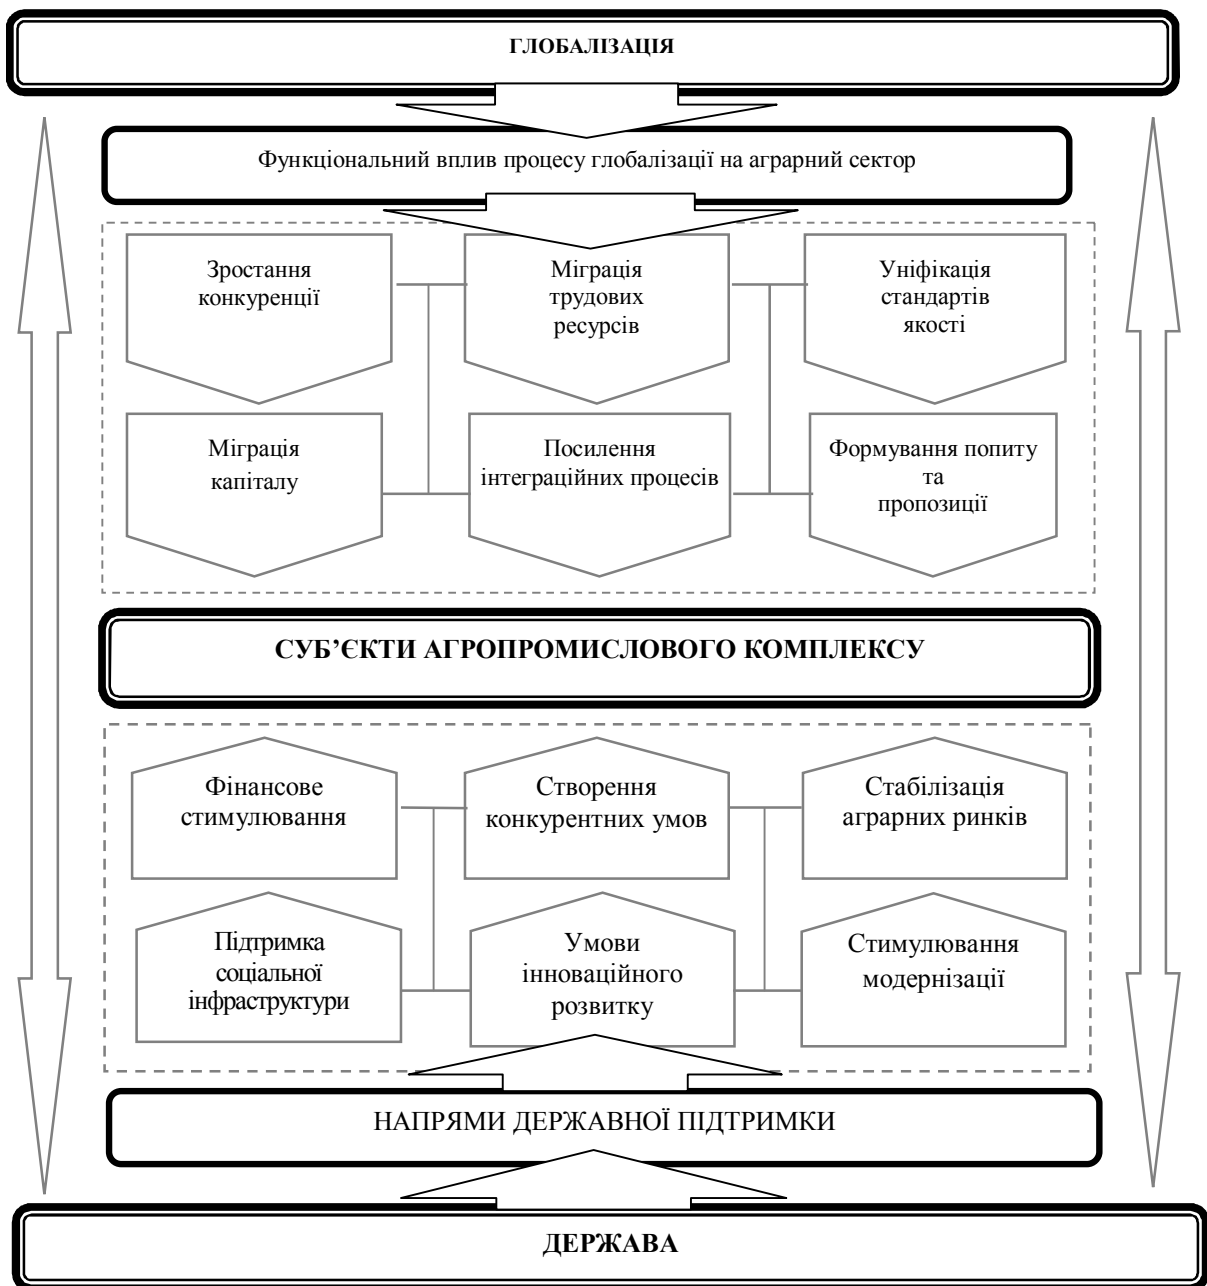 ГЛОБАЛІЗАЦІЯ
Функціональний вплив процесу глобалізації на аграрний сектор
Зростання
конкуренції
Міграція
трудових
ресурсів
Уніфікація
стандартів
якості
Міграція
капіталу
Посилення
інтеграційних процесів
Формування попиту
та
пропозиції
СУБ’ЄКТИ АГРОПРОМИСЛОВОГО КОМПЛЕКСУ
Фінансове
стимулювання
Створення
конкурентних умов
Стабілізація
аграрних ринків
Підтримка
соціальної
інфраструктури
Умови
інноваційного
розвитку
Стимулювання
модернізації
НАПРЯМИ ДЕРЖАВНОЇ ПІДТРИМКИ
ДЕРЖАВА